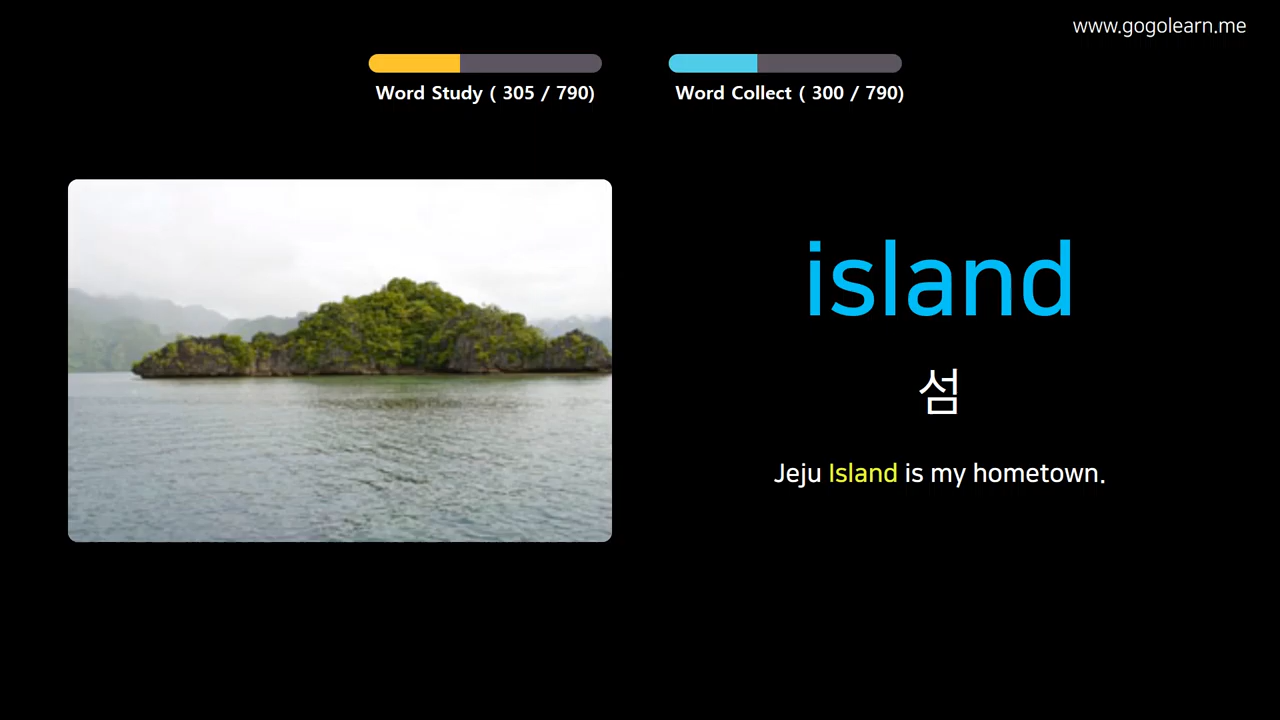 www.gogolearn.me
Word Study ( 305 / 790)
Word Collect ( 300 / 790)
island
섬
Jeju Island is my hometown.